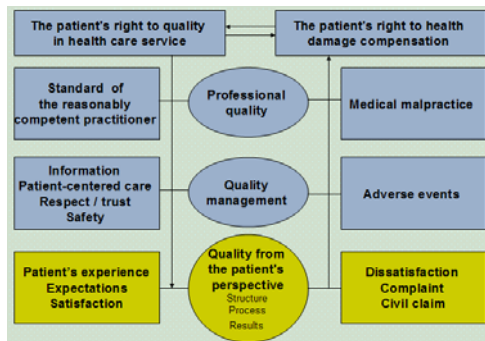 The patient's right to quality
in health care service
The patient's right to health
damage compensation
Standard of
the reasonably
competent practitioner
Professional
quality
Medical malpractice
Information
Patient-centered care
Respect / trust
Safety
Quality
management
Adverse events
Patient's experience
Expectations
Satisfaction
Quality from
the patient's
perspective
Structure
Process
Results
Dissatisfaction
Complaint
Civil claim